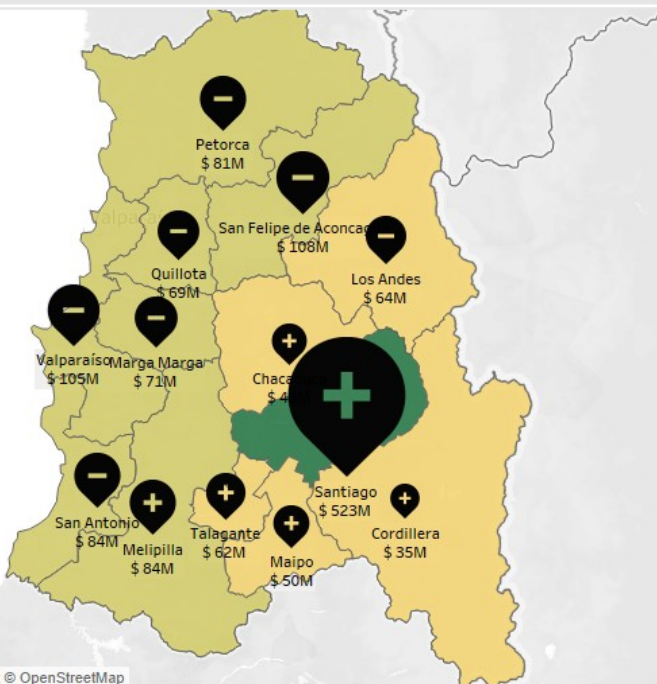 Petorca
$ 81M
San Felipe de Aconcag
$ 108M
Quillota
$ 69M
Los Andes
$ 64M
Valparaíso
$ 105M
Marga Marga
$ 71M
Santiago
$ 523M
San Antonio
$ 84M
Melipilla
$ 84M
Talagante
$ 62M
Maipo
$ 50M
Cordillera
$ 35M
© OpenStreetMap